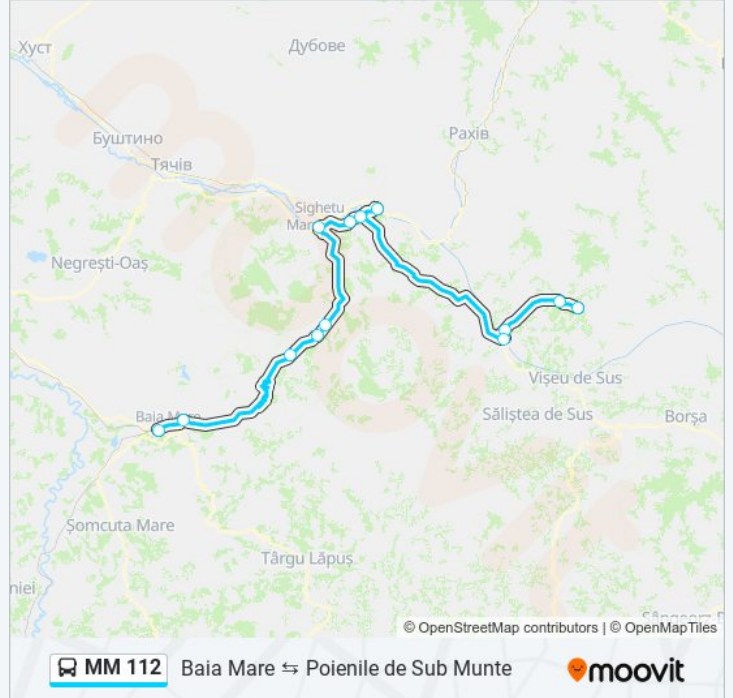 Хуст
Дубове
Буштино
Рахів
Тячів
Sighetu
Negrești-Oaș
Vișeu de Sus
Baia Mare
Săliștea de Sus
Borșa
Șomcuta Mare
Târgu Lăpuș
niei
© OpenStreetMap contributors | © OpenMapTiles
MM 112 Baia Mare ⇆ Poienile de Sub Munte moovit